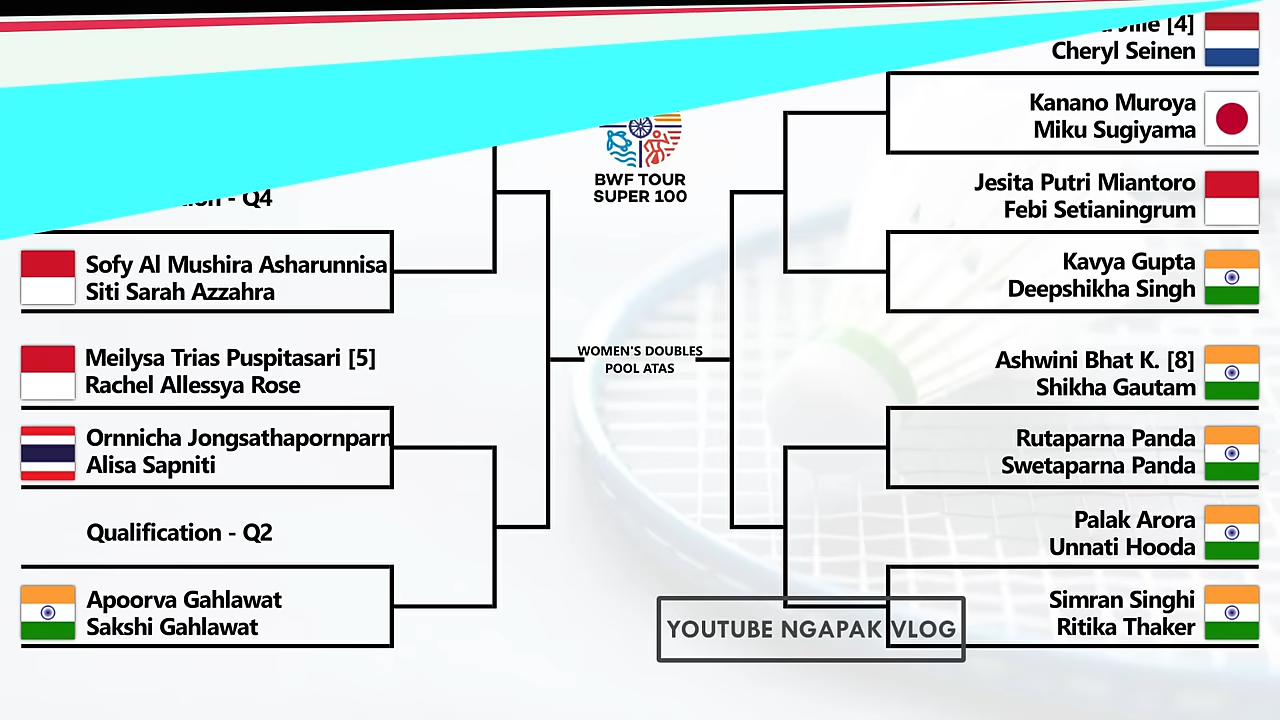 [4]
Cheryl Seinen
Kanano Muroya
Miku Sugiyama
BWF TOUR
SUPER 100
Jesita Putri Miantoro
Febi Setianingrum
- Q4
Sofy Al Mushira Asharunnisa
Siti Sarah Azzahra
Kavya Gupta
Deepshikha Singh
WOMEN'S DOUBLES
POOL ATAS
Meilysa Trias Puspitasari [5]
Rachel Allessya Rose
Ashwini Bhat K. [8]
Shikha Gautam
Ornnicha Jongsathapornparn
Alisa Sapniti
Rutaparna Panda
Swetaparna Panda
Qualification - Q2
Palak Arora
Unnati Hooda
Apoorva Gahlawat
Sakshi Gahlawat
Simran Singhi
Ritika Thaker
YOUTUBE NGAPAK VLOG